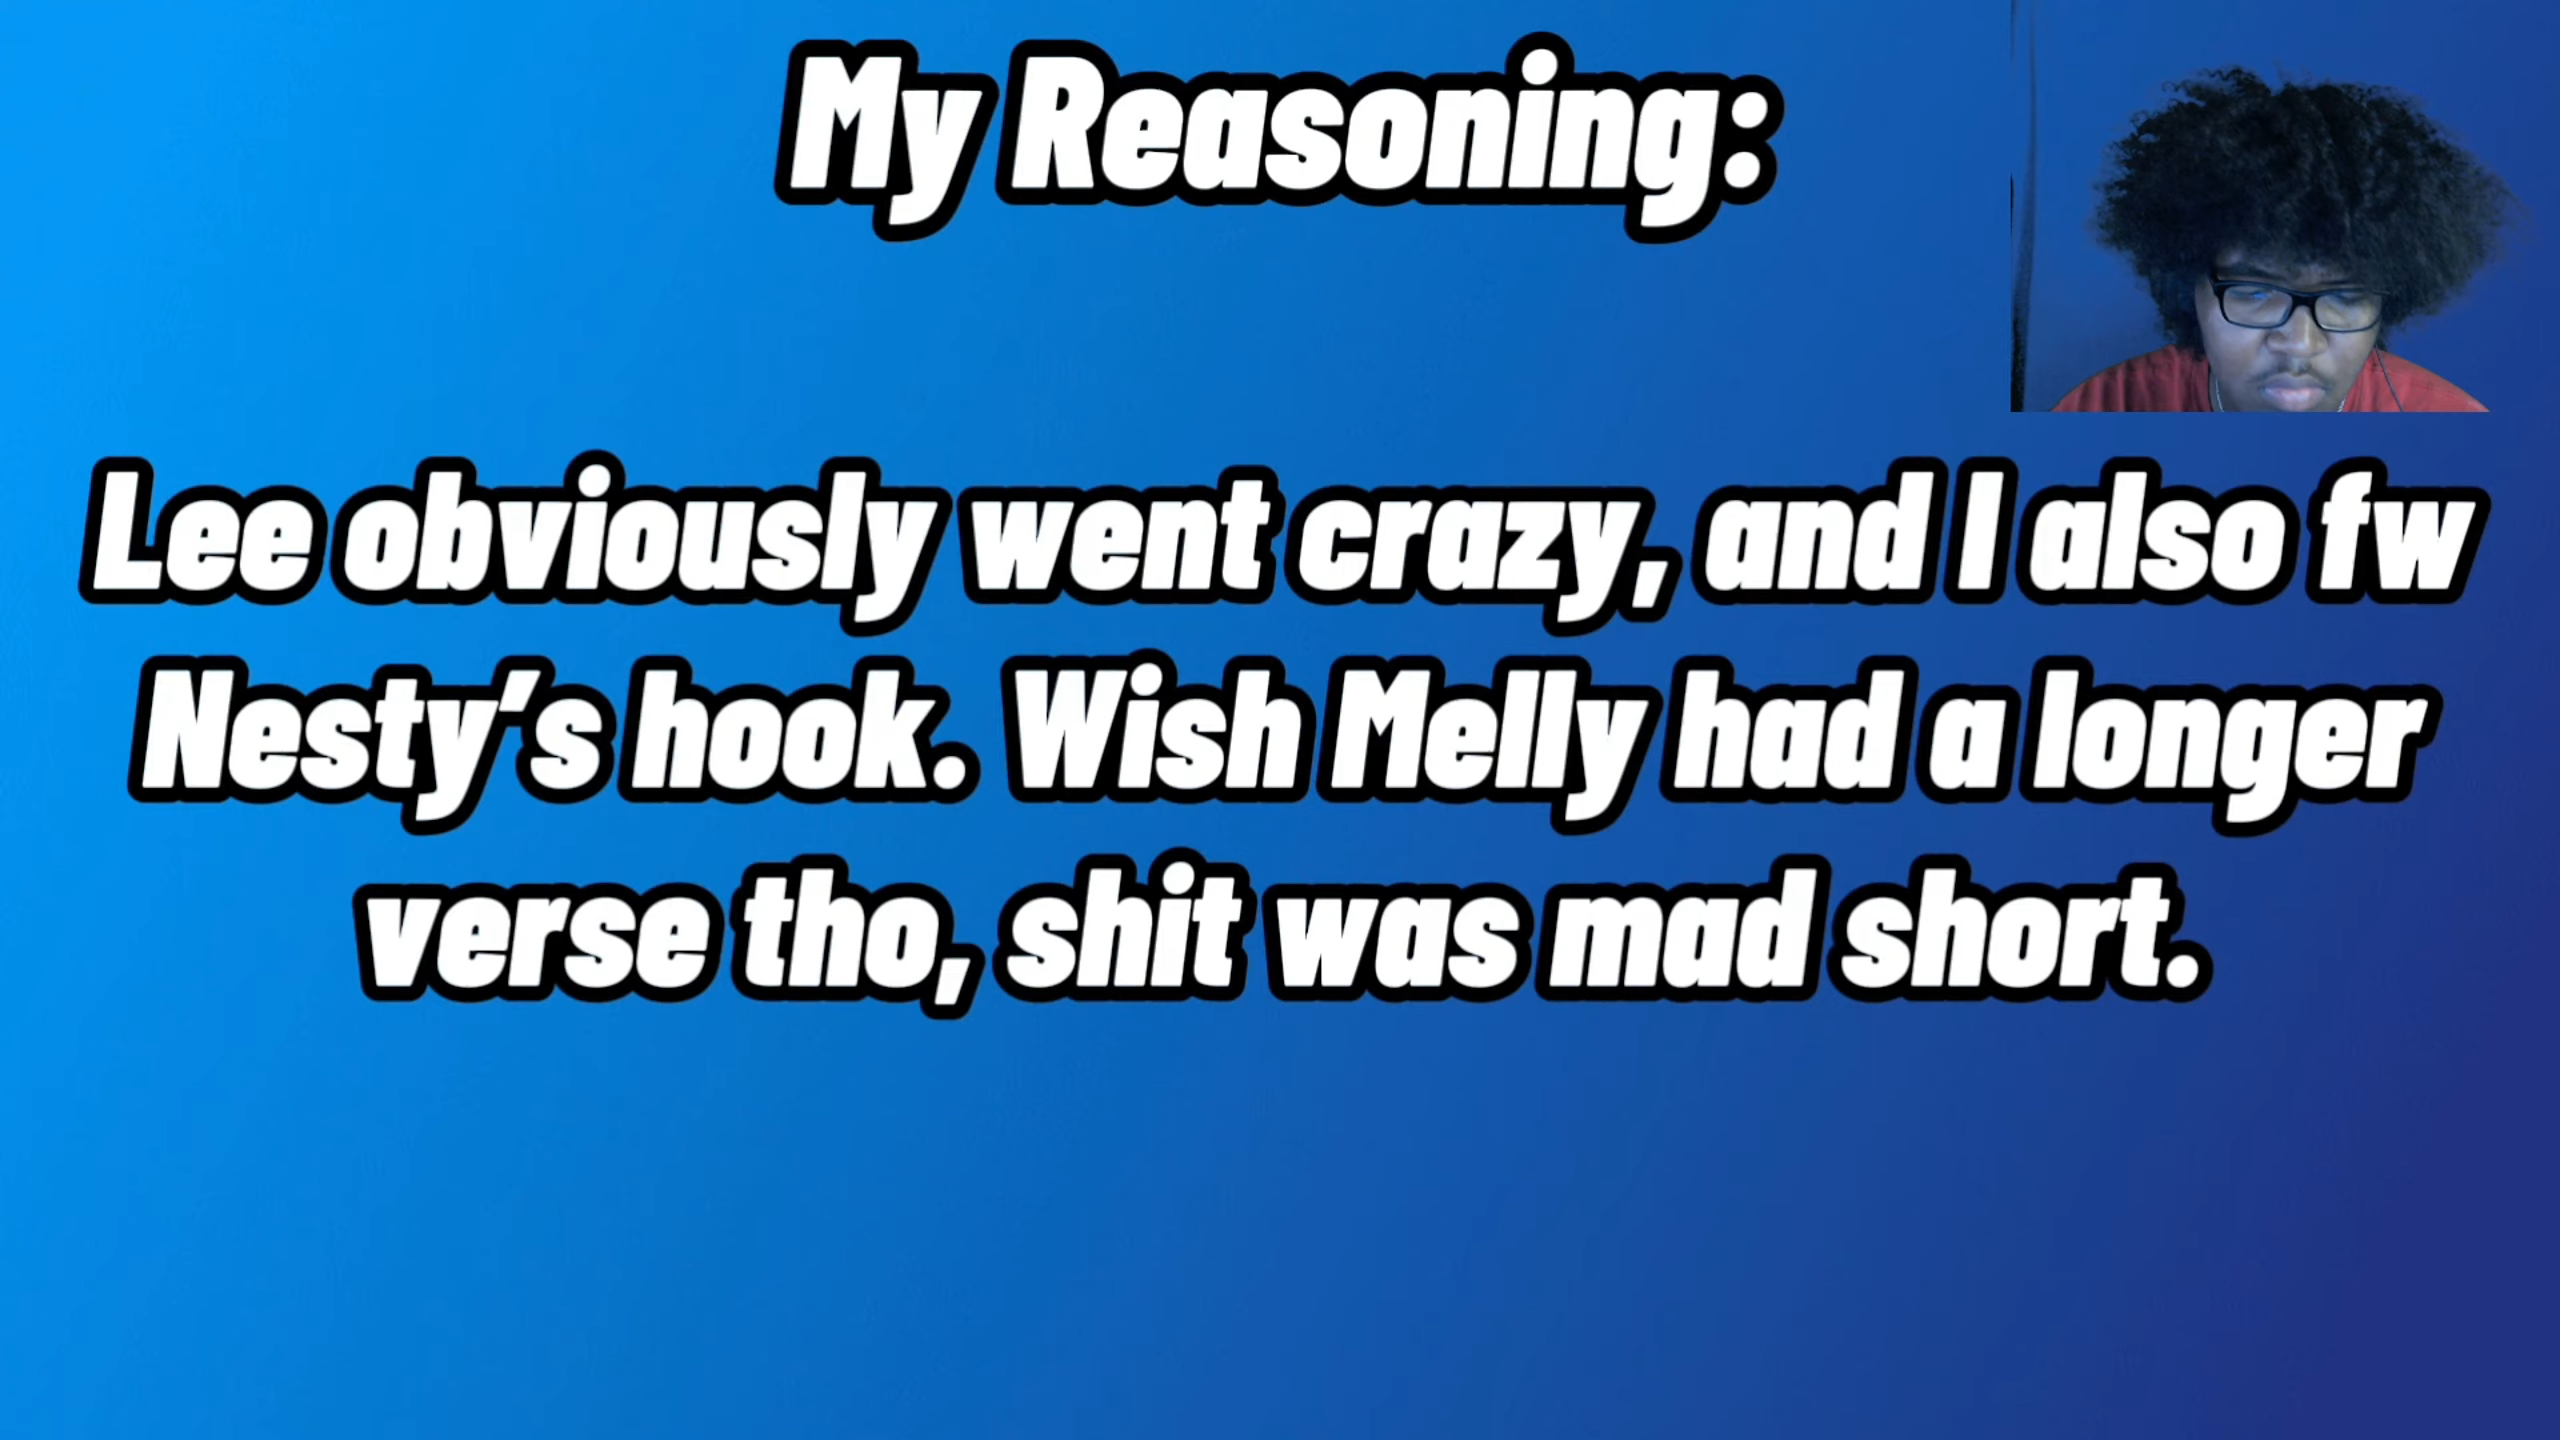 My Reasoning:
Lee obviously went crazy, and I also fw
Nesty's hook. Wish Melly had a longer
verse tho, shit was mad short.